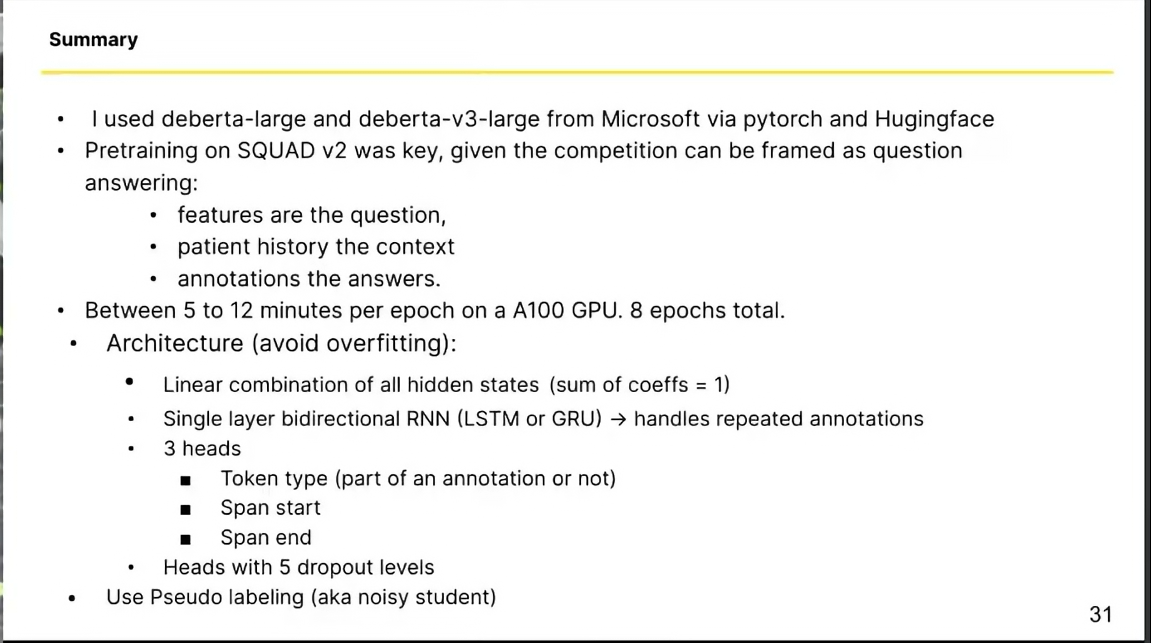 Summary
• I used deberta-large and deberta-v3-large from Microsoft via pytorch and Hugingface
• Pretraining on SQUAD v2 was key, given the competition can be framed as question
answering:
• features are the question,
• patient history the context
• annotations the answers.
• Between 5 to 12 minutes per epoch on a A100 GPU. 8 epochs total.
• Architecture (avoid overfitting):
• Linear combination of all hidden states (sum of coeffs = 1)
• Single layer bidirectional RNN (LSTM or GRU) → handles repeated annotations
• 3 heads
■ Token type (part of an annotation or not)
■ Span start
■ Span end
• Heads with 5 dropout levels
• Use Pseudo labeling (aka noisy student)
31